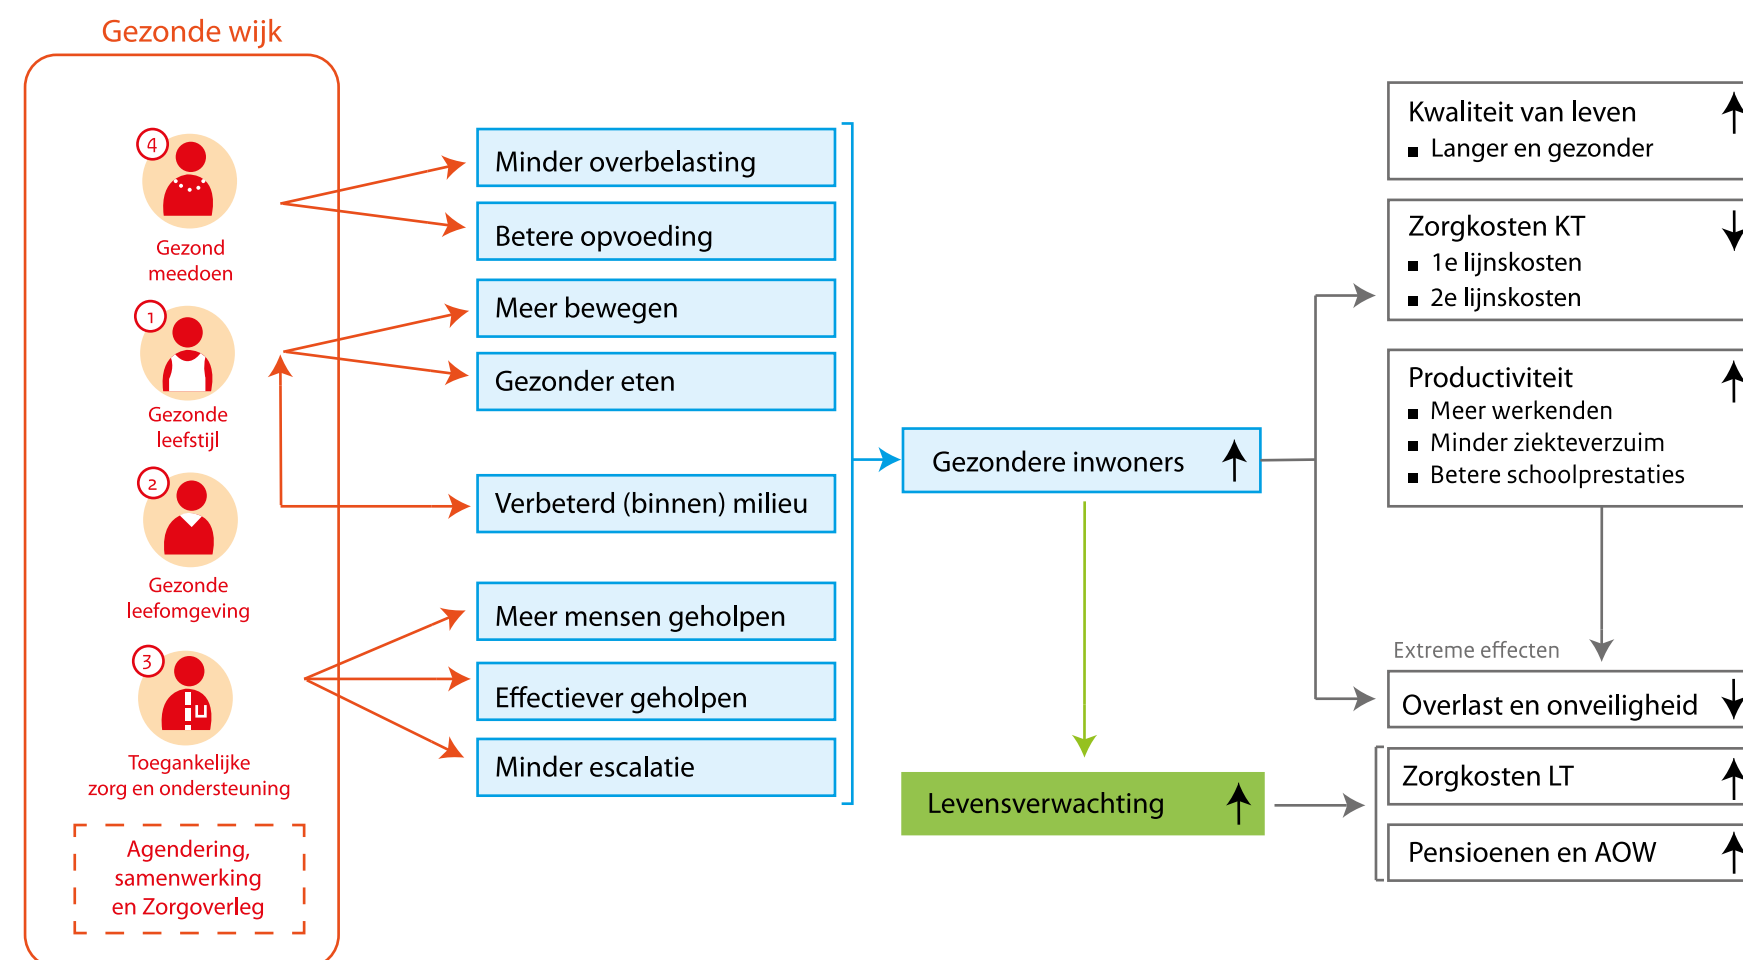 Gezonde wijk
4
Gezond
meedoen
1
Gezonde
leefstijl
2
Gezonde
leefomgeving
3
Toegankelijke
zorg en ondersteuning
Agendering,
samenwerking
en Zorgoverleg
Minder overbelasting
Betere opvoeding
Meer bewegen
Gezonder eten
Verbeterd (binnen) milieu
Meer mensen geholpen
Effectiever geholpen
Minder escalatie
Gezondere inwoners
Levensverwachting
Kwaliteit van leven
Langer en gezonder
Zorgkosten KT
1e lijnskosten
2e lijnskosten
Productiviteit
Meer werkenden
Minder ziekteverzuim
Betere schoolprestaties
Extreme effecten
Overlast en onveiligheid
Zorgkosten LT
Pensioenen en AOW